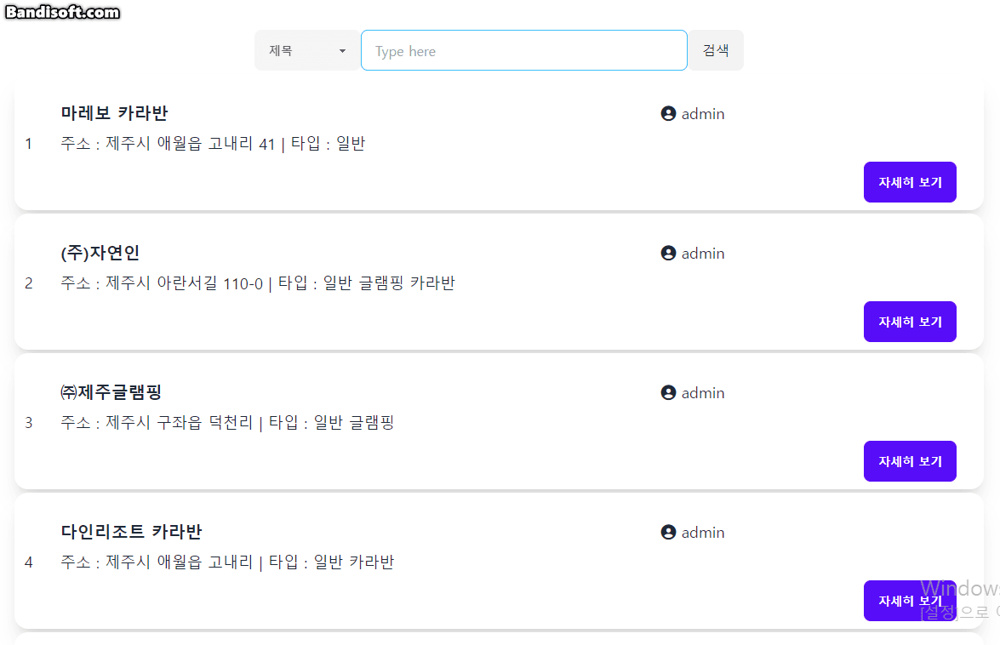 Bandisoft.com
제목
Type here
검색
마레보 카라반
admin
1
주소 : 제주시 애월읍 고내리 41 | 타입 : 일반
자세히 보기
(주)자연인
admin
2
주소 : 제주시 아란서길 110-0 | 타입 : 일반 글램핑 카라반
자세히 보기
㈜제주글램핑
admin
3
주소 : 제주시 구좌읍 덕천리 | 타입 : 일반 글램핑
자세히 보기
다인리조트 카라반
admin
4
주소 : 제주시 애월읍 고내리 | 타입 : 일반 카라반
Windows
자세히 보기
[설정]으로